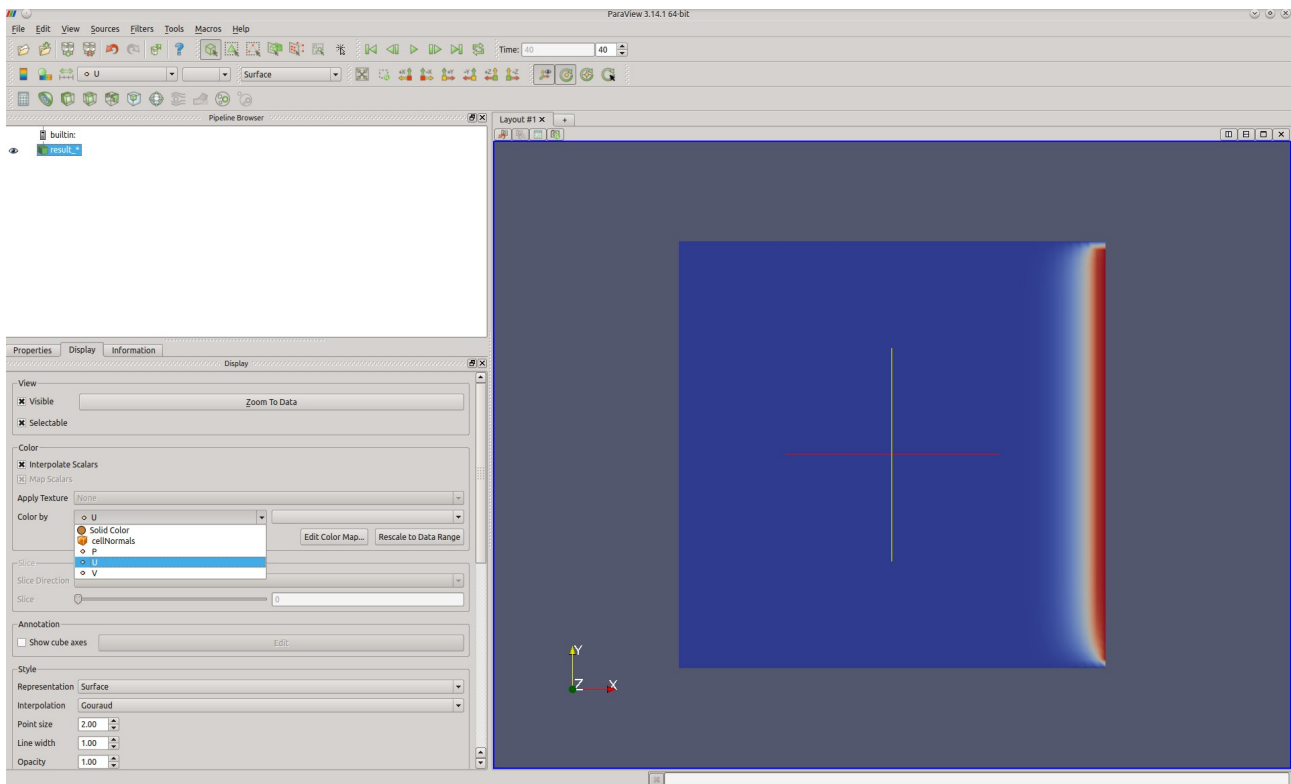 ParaView 3.14.1 64-bit
File Edit View Sources Filters Tools Macros Help
Time: 40 40
U Surface
Pipeline Browser
Layout #1
builtin:
result_*
Properties Display Information
Display
View
Visible Zoom To Data
Selectable
Color
Interpolate Scalars
Map Scalars
Apply Texture None
Color by U
Solid Color
cellNormals
P
U
V
Edit Color Map... Rescale to Data Range
Slice
Slice Direction
Slice 0
Annotation
Show cube axes Edit
Style
Representation Surface
Interpolation Gouraud
Point size 2.00
Line width 1.00
Opacity 1.00
Y
Z X